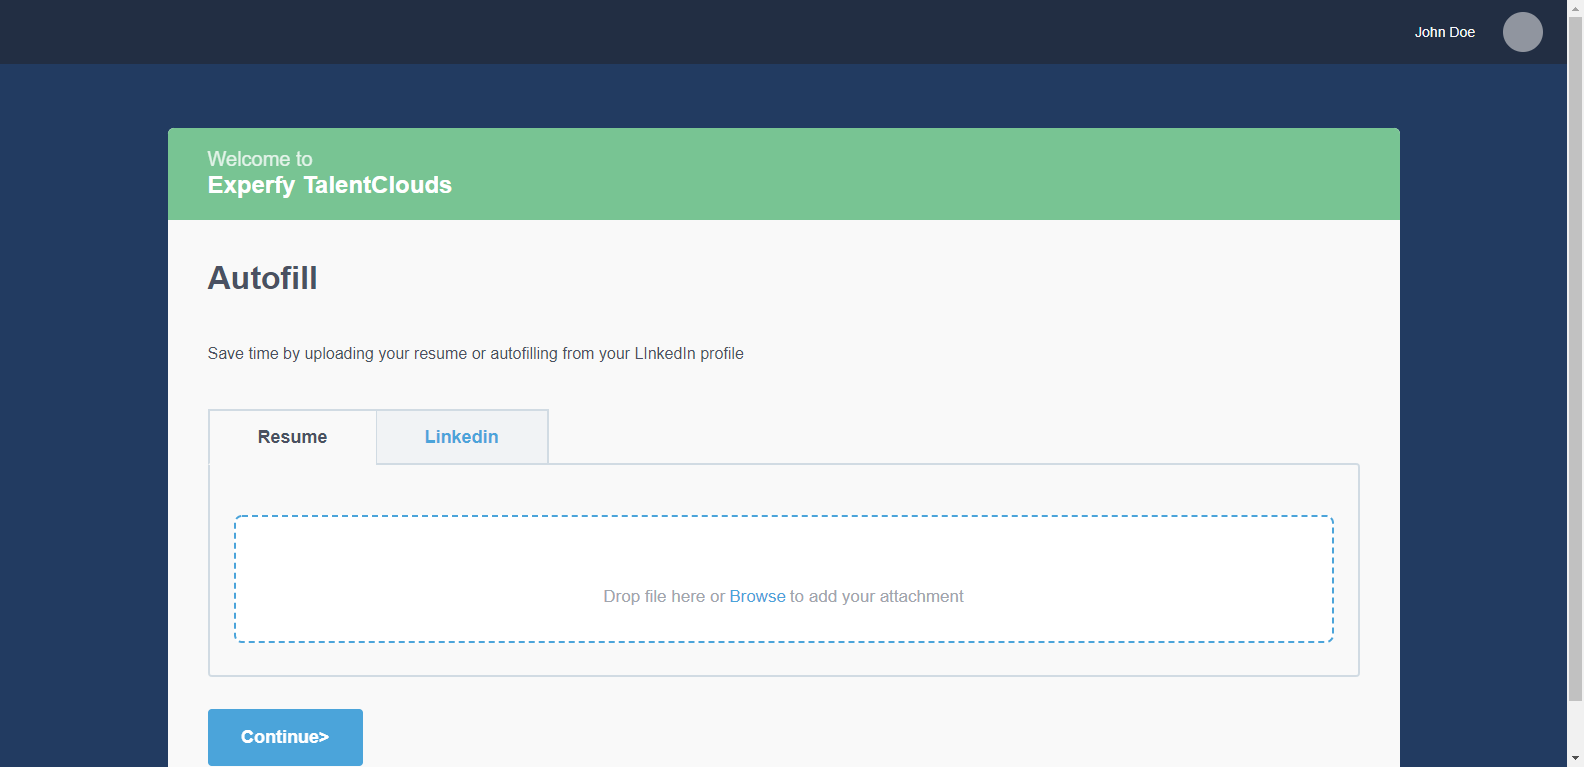 John Doe
Welcome to
Experfy TalentClouds
Autofill
Save time by uploading your resume or autofilling from your LInkedIn profile
Resume
Linkedin
Drop file here or Browse to add your attachment
Continue>